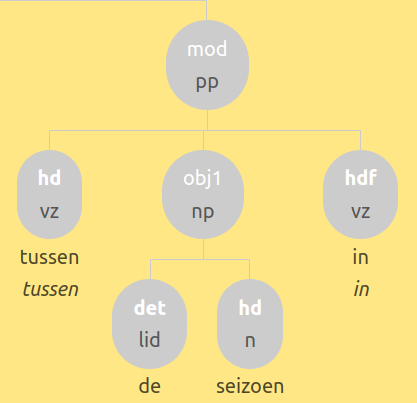 mod
pp
hd
vz
obj1
np
hdf
vz
tussen
tussen
in
in
det
lid
hd
n
de
seizoen